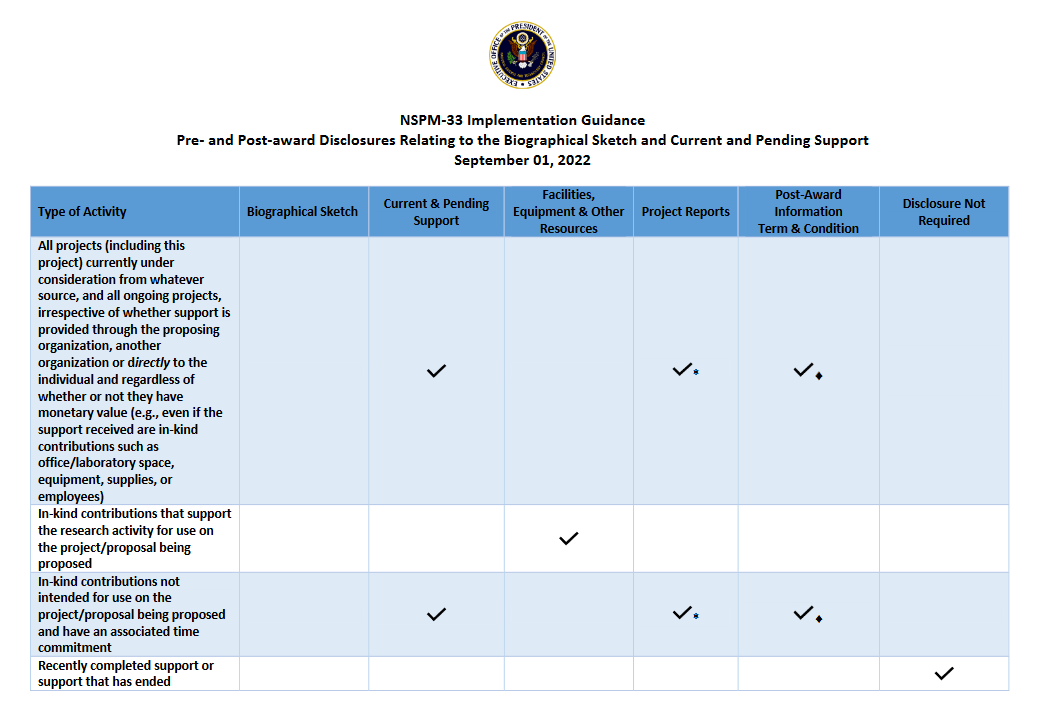 EXECUTIVE OFFICE OF THE PRESIDENT OF THE UNITED STATES
NSPM-33 Implementation Guidance
Pre- and Post-award Disclosures Relating to the Biographical Sketch and Current and Pending Support
September 01, 2022
Type of Activity
Biographical Sketch
Current & Pending
Support
Facilities,
Equipment & Other
Resources
Project Reports
Post-Award
Information
Term & Condition
Disclosure Not
Required
All projects (including this
project) currently under
consideration from whatever
source, and all ongoing projects,
irrespective of whether support is
provided through the proposing
organization, another
organization or directly to the
individual and regardless of
whether or not they have
monetary value (e.g., even if the
support received are in-kind
contributions such as
office/laboratory space,
equipment, supplies, or
employees)
✓
✓*
✓♦
In-kind contributions that support
the research activity for use on
the project/proposal being
proposed
✓
In-kind contributions not
intended for use on the
project/proposal being proposed
and have an associated time
commitment
✓
✓*
✓♦
Recently completed support or
support that has ended
✓